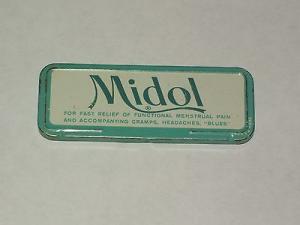 Midol
®
FOR FAST RELIEF OF FUNCTIONAL MENSTRUAL PAIN
AND ACCOMPANYING CRAMPS, HEADACHES, "BLUES"